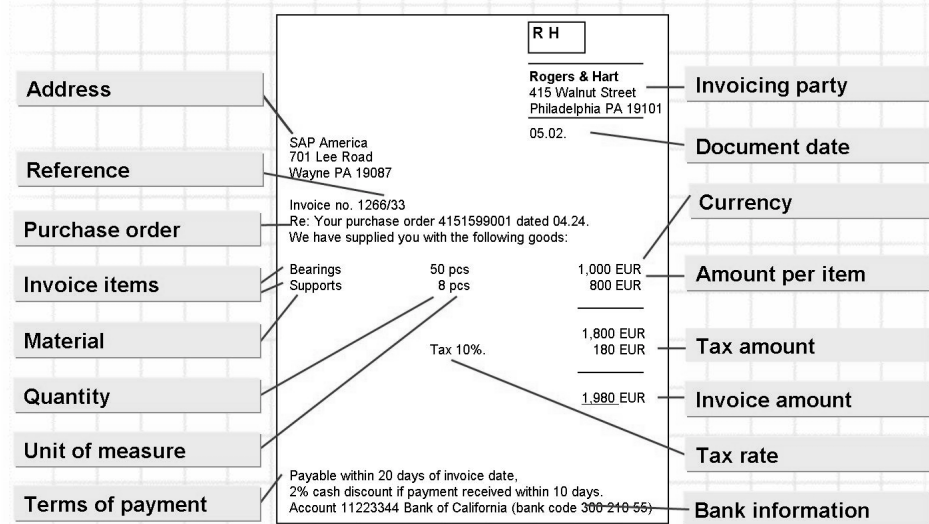 Address
Reference
Purchase order
Invoice items
Material
Quantity
Unit of measure
Terms of payment
R H
Rogers & Hart
415 Walnut Street
Philadelphia PA 19101
05.02.
SAP America
701 Lee Road
Wayne PA 19087
Invoice no. 1266/33
Re: Your purchase order 4151599001 dated 04.24.
We have supplied you with the following goods:
Bearings 50 pcs 1,000 EUR
Supports 8 pcs 800 EUR
1,800 EUR
Tax 10%. 180 EUR
1,980 EUR
Payable within 20 days of invoice date,
2% cash discount if payment received within 10 days.
Account 11223344 Bank of California (bank code 300 210 55)
Invoicing party
Document date
Currency
Amount per item
Tax amount
Invoice amount
Tax rate
Bank information